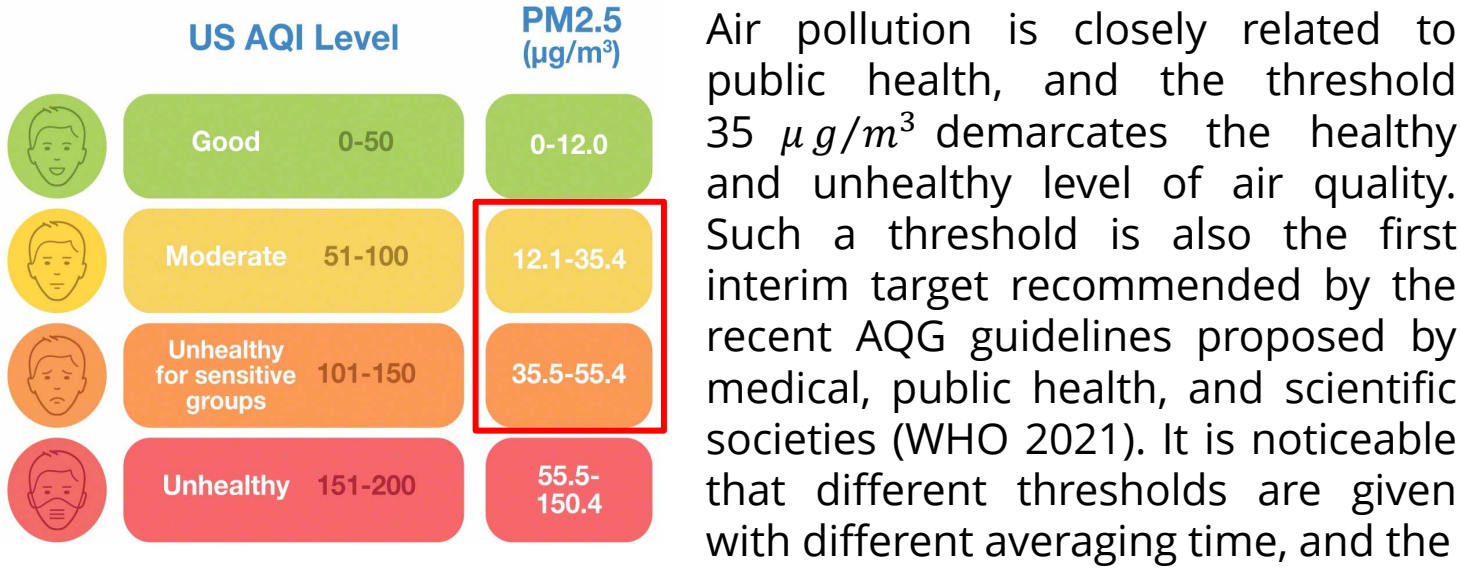 US AQI Level
PM2.5
(µg/m³)
Good 0-50
0-12.0
Moderate 51-100
12.1-35.4
Unhealthy
for sensitive 101-150
groups
35.5-55.4
Unhealthy 151-200
55.5-
150.4
Air pollution is closely related to
public health, and the threshold
35 μg/m³ demarcates the healthy
and unhealthy level of air quality.
Such a threshold is also the first
interim target recommended by the
recent AQG guidelines proposed by
medical, public health, and scientific
societies (WHO 2021). It is noticeable
that different thresholds are given
with different averaging time, and the